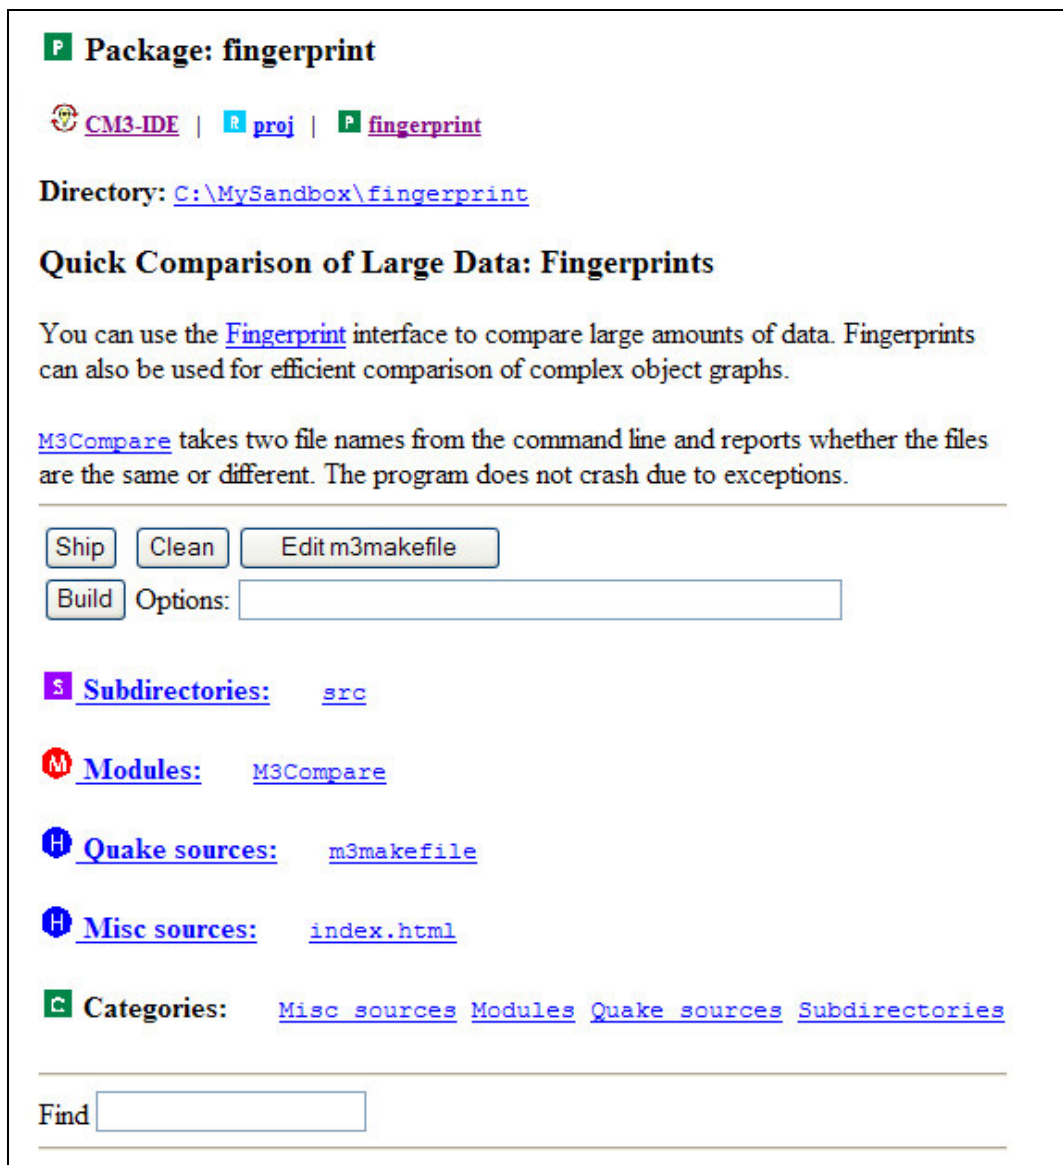 P Package: fingerprint
CM3-IDE | R proj | P fingerprint
Directory: C:\MySandbox\fingerprint
Quick Comparison of Large Data: Fingerprints
You can use the Fingerprint interface to compare large amounts of data. Fingerprints
can also be used for efficient comparison of complex object graphs.
M3Compare takes two file names from the command line and reports whether the files
are the same or different. The program does not crash due to exceptions.
Ship Clean Edit m3makefile
Build Options:
S Subdirectories: src
M Modules: M3Compare
H Quake sources: m3makefile
H Misc sources: index.html
C Categories: Misc sources Modules Quake sources Subdirectories
Find